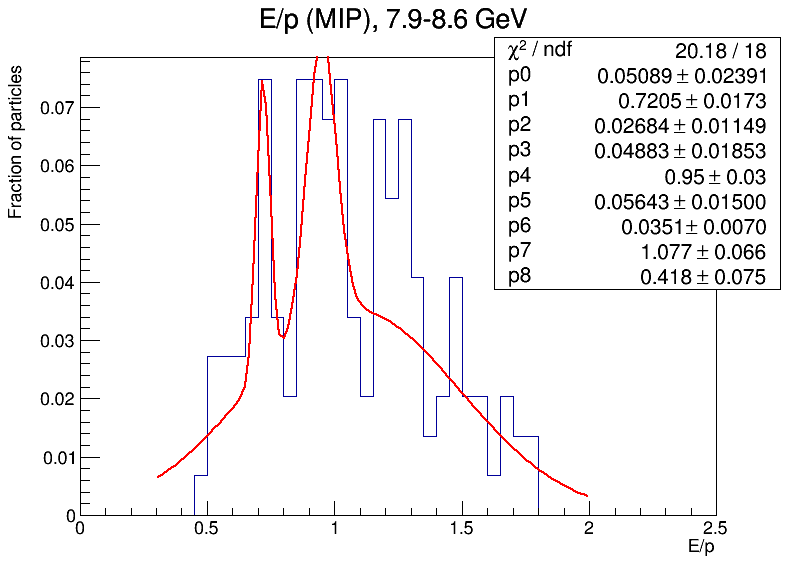 E/p (MIP), 7.9-8.6 GeV
χ² / ndf 20.18 / 18
p0 0.05089 ± 0.02391
p1 0.7205 ± 0.0173
p2 0.02684 ± 0.01149
p3 0.04883 ± 0.01853
p4 0.95 ± 0.03
p5 0.05643 ± 0.01500
p6 0.0351 ± 0.0070
p7 1.077 ± 0.066
p8 0.418 ± 0.075
Fraction of particles
0.07
0.06
0.05
0.04
0.03
0.02
0.01
0
0 0.5 1 1.5 2 2.5
E/p